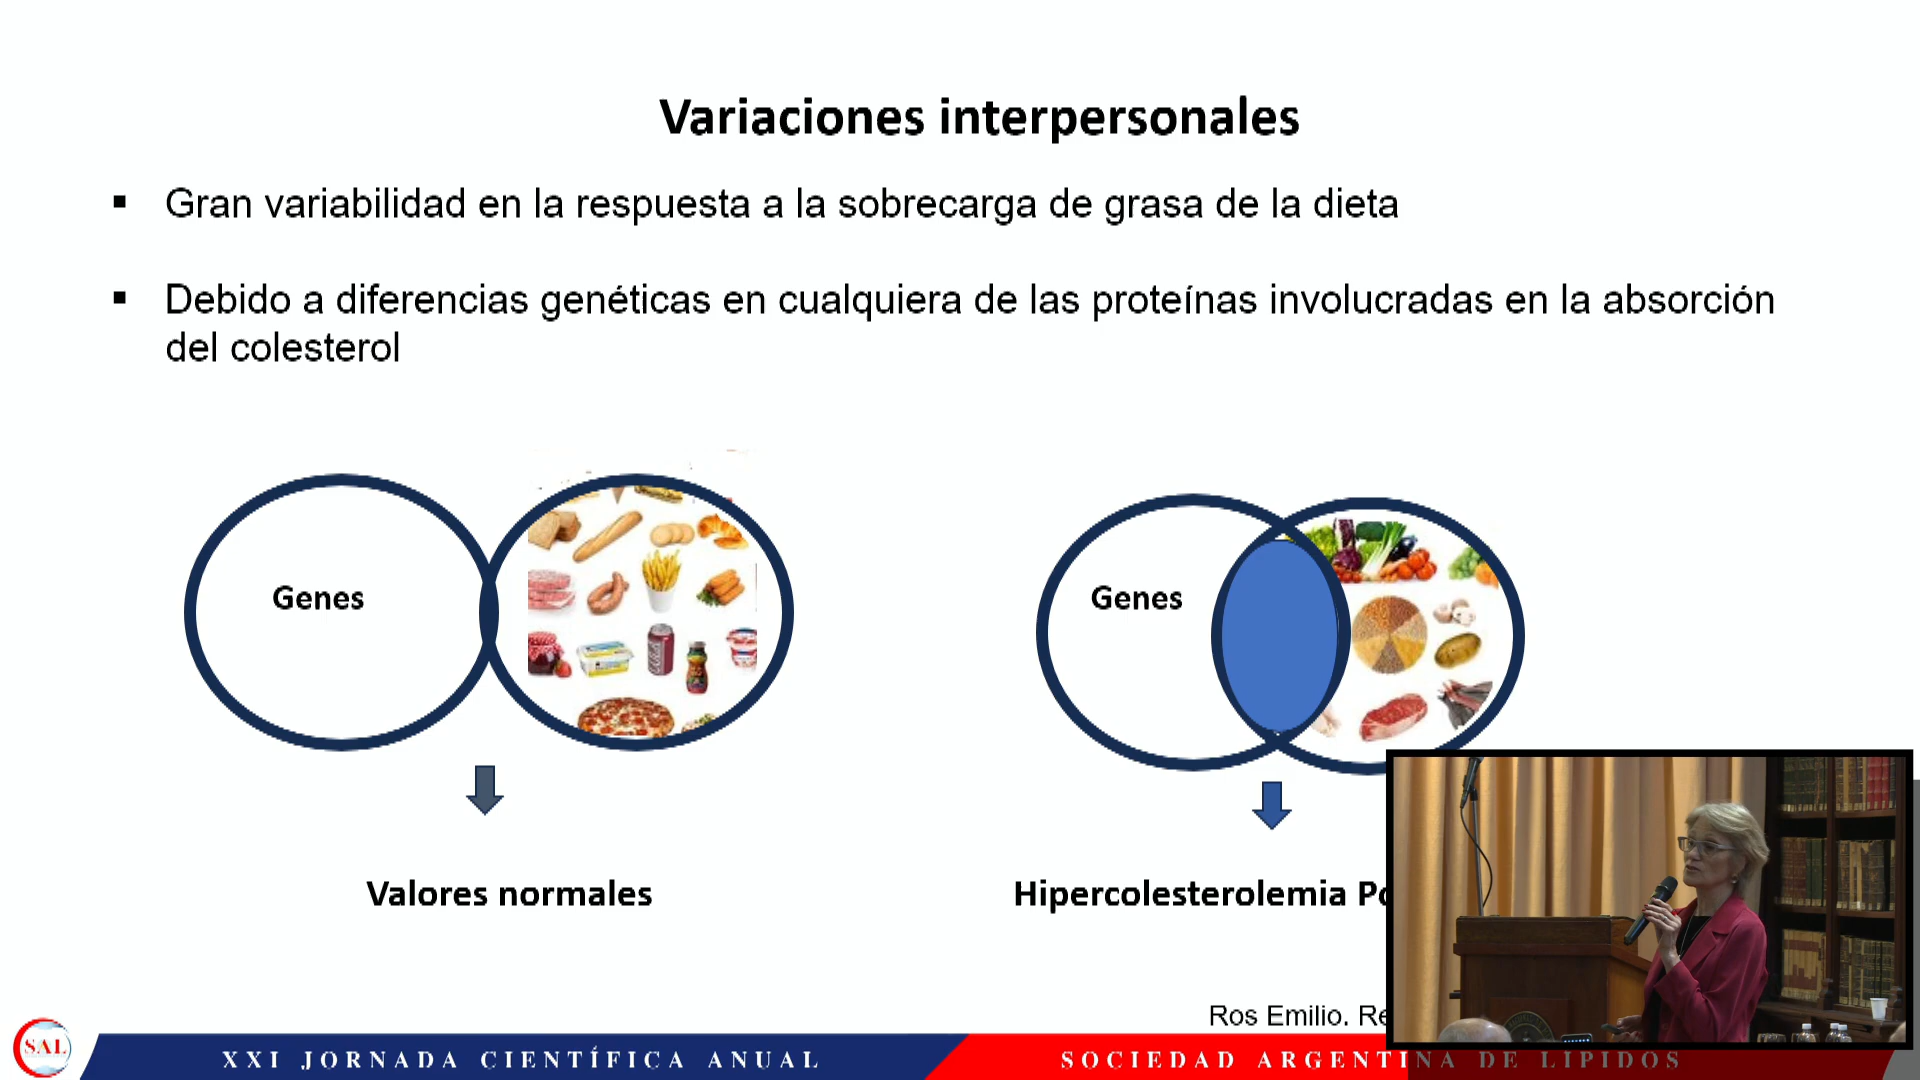 Variaciones interpersonales
▪ Gran variabilidad en la respuesta a la sobrecarga de grasa de la dieta
▪ Debido a diferencias genéticas en cualquiera de las proteínas involucradas en la absorción
del colesterol
Genes
Genes
Valores normales
Hipercolesterolemia
Ros Emilio.
SAL
XXI JORNADA CIENTÍFICA ANUAL
SOCIEDAD ARGENTINA DE LIPIDOS